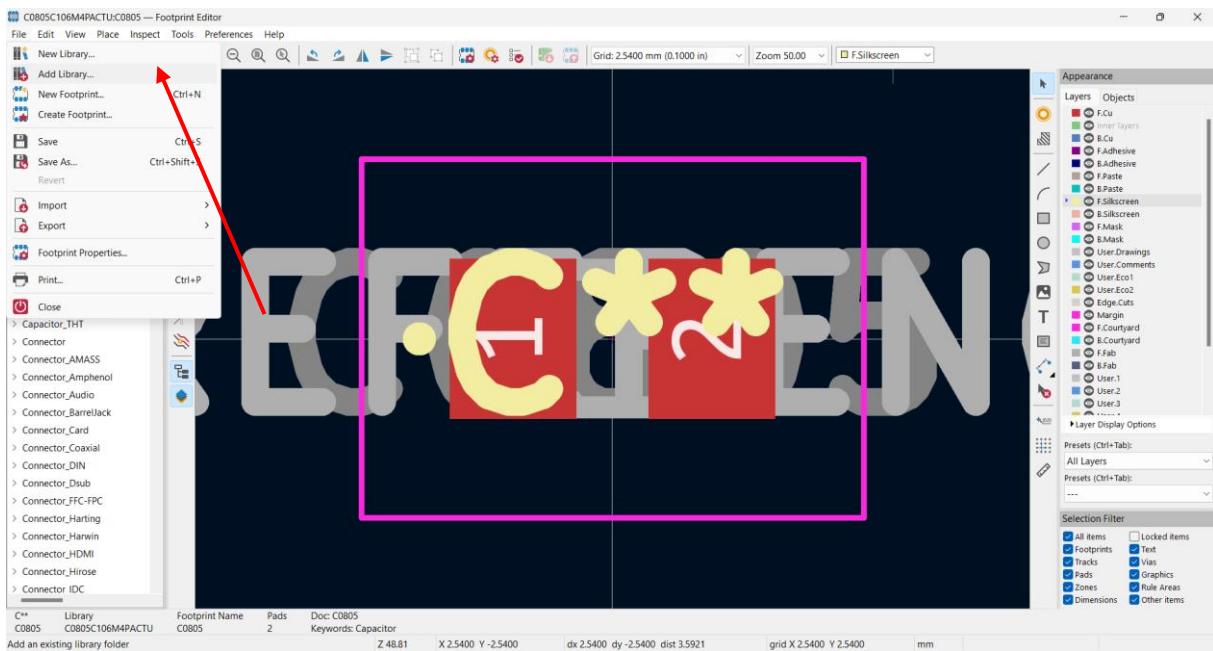 C0805C106M4PACTU:C0805 — Footprint Editor
File Edit View Place Inspect Tools Preferences Help
New Library...
Add Library...
New Footprint... Ctrl+N
Create Footprint...
Save Ctrl+S
Save As... Ctrl+Shift+
Revert
Import
Export
Footprint Properties...
Print... Ctrl+P
Close
Grid: 2.5400 mm (0.1000 in)
Zoom 50.00
F.Silkscreen
> Capacitor_THT
> Connector
> Connector_AMASS
> Connector_Amphenol
> Connector_Audio
> Connector_BarrelJack
> Connector_Card
> Connector_Coaxial
> Connector_DIN
> Connector_Dsub
> Connector_FFC-FPC
> Connector_Harting
> Connector_Harwin
> Connector_HDMI
> Connector_Hirose
> Connector IDC
C**
1
2
Appearance
Layers Objects
F.Cu
Inner layers
B.Cu
F.Adhesive
B.Adhesive
F.Paste
B.Paste
F.Silkscreen
B.Silkscreen
F.Mask
B.Mask
User.Drawings
User.Comments
User.Eco1
User.Eco2
Edge.Cuts
Margin
F.Courtyard
B.Courtyard
F.Fab
B.Fab
User.1
User.2
User.3
Layer Display Options
Presets (Ctrl+Tab):
All Layers
Presets (Ctrl+Tab):
---
Selection Filter
All items Locked items
Footprints Text
Tracks Vias
Pads Graphics
Zones Rule Areas
Dimensions Other items
C** Library Footprint Name Pads Doc: C0805
C0805 C0805C106M4PACTU C0805 2 Keywords: Capacitor
Add an existing library folder Z 48.81 X 2.5400 Y -2.5400 dx 2.5400 dy -2.5400 dist 3.5921 grid X 2.5400 Y 2.5400 mm